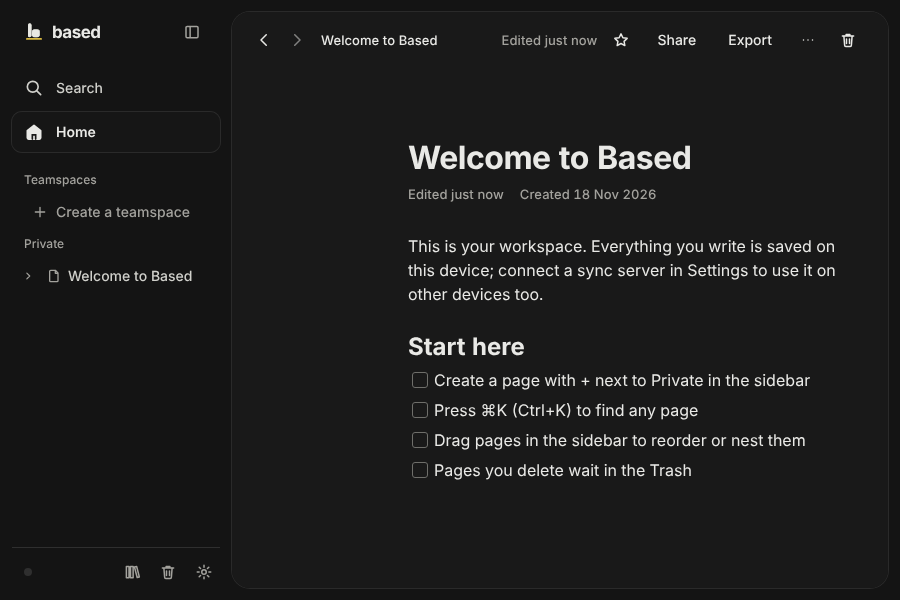 based
Search
Home
Teamspaces
Create a teamspace
Private
Welcome to Based
Welcome to Based
Edited just now
Share
Export
Welcome to Based
Edited just now Created 18 Nov 2026
This is your workspace. Everything you write is saved on
this device; connect a sync server in Settings to use it on
other devices too.
Start here
Create a page with + next to Private in the sidebar
Press ⌘K (Ctrl+K) to find any page
Drag pages in the sidebar to reorder or nest them
Pages you delete wait in the Trash